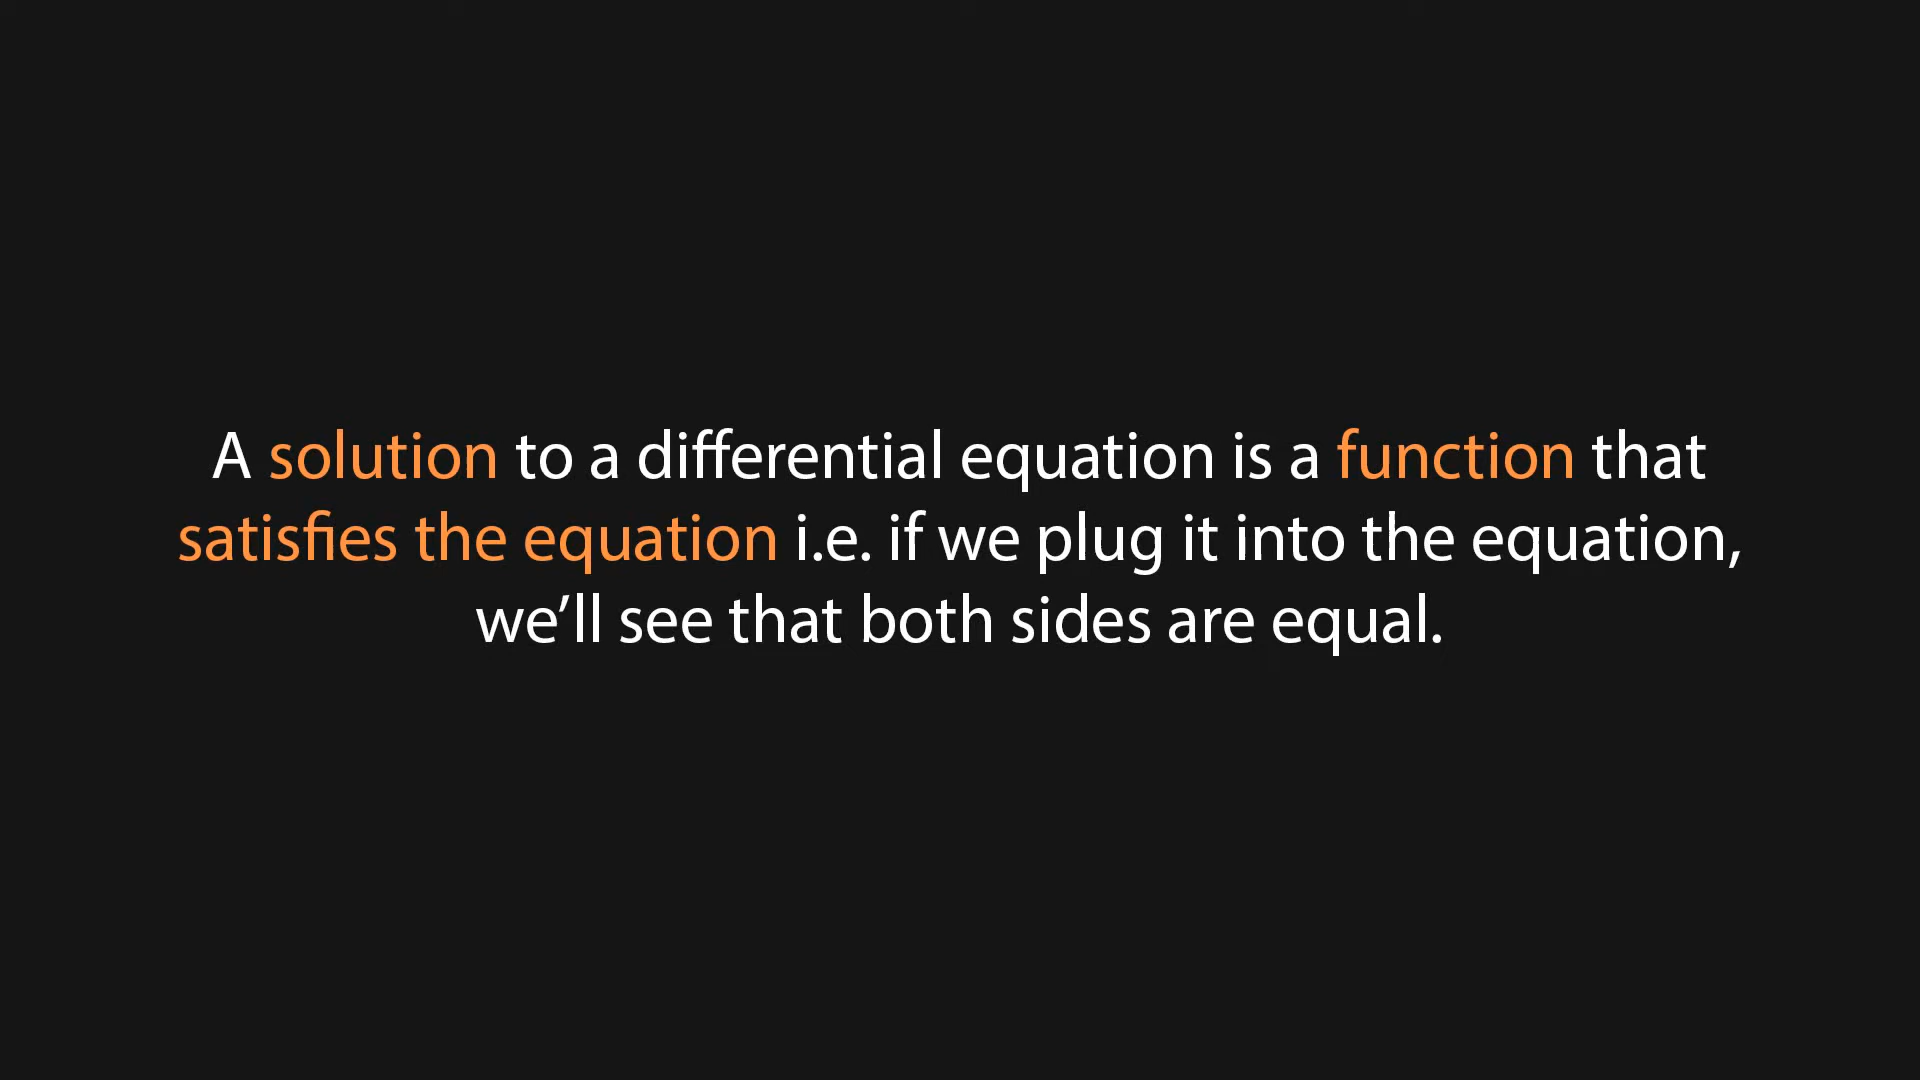 A solution to a differential equation is a function that
satisfies the equation i.e. if we plug it into the equation,
we’ll see that both sides are equal.